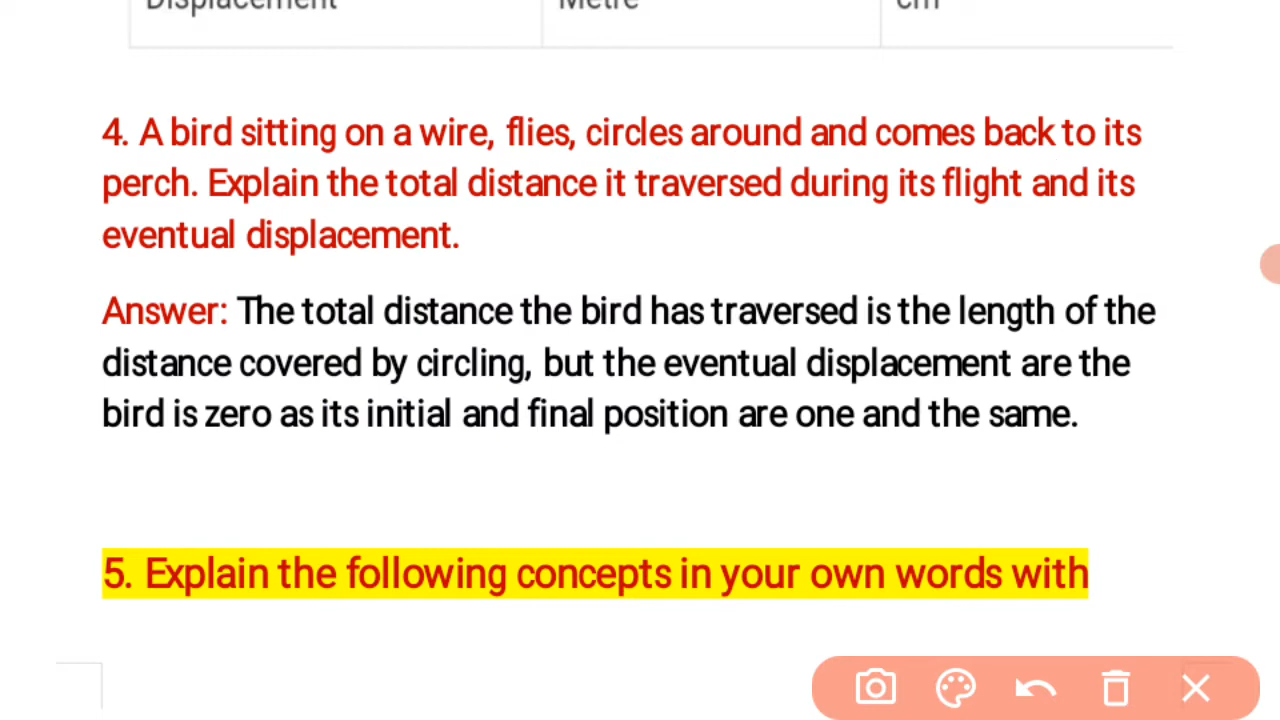 Displacement Metre cm
4. A bird sitting on a wire, flies, circles around and comes back to its
perch. Explain the total distance it traversed during its flight and its
eventual displacement.
Answer: The total distance the bird has traversed is the length of the
distance covered by circling, but the eventual displacement are the
bird is zero as its initial and final position are one and the same.
5. Explain the following concepts in your own words with